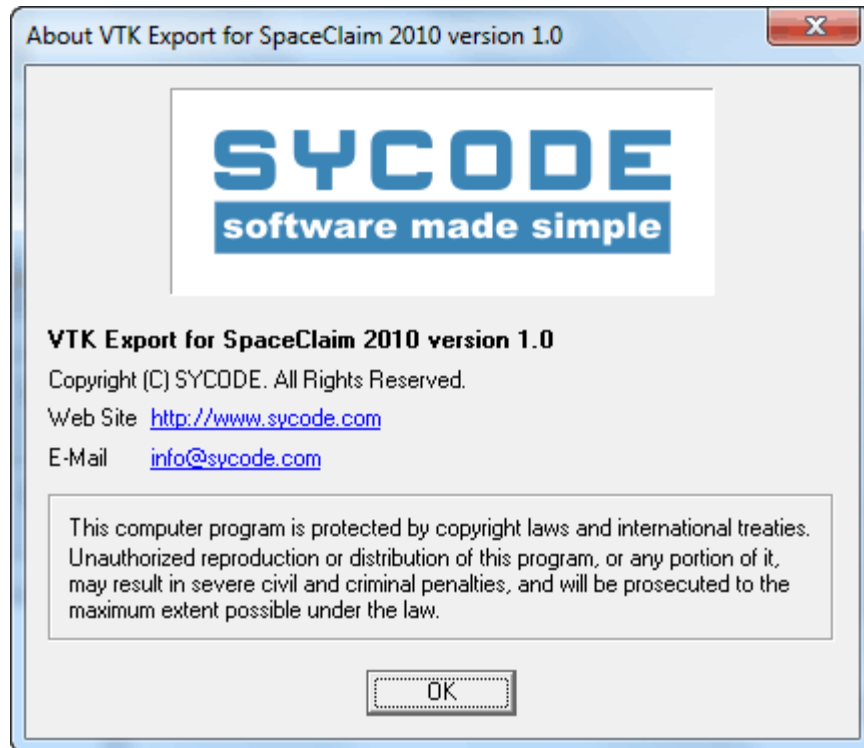 About VTK Export for SpaceClaim 2010 version 1.0
SYCODE
software made simple
VTK Export for SpaceClaim 2010 version 1.0
Copyright (C) SYCODE. All Rights Reserved.
Web Site http://www.sycode.com
E-Mail info@sycode.com
This computer program is protected by copyright laws and international treaties.
Unauthorized reproduction or distribution of this program, or any portion of it,
may result in severe civil and criminal penalties, and will be prosecuted to the
maximum extent possible under the law.
OK